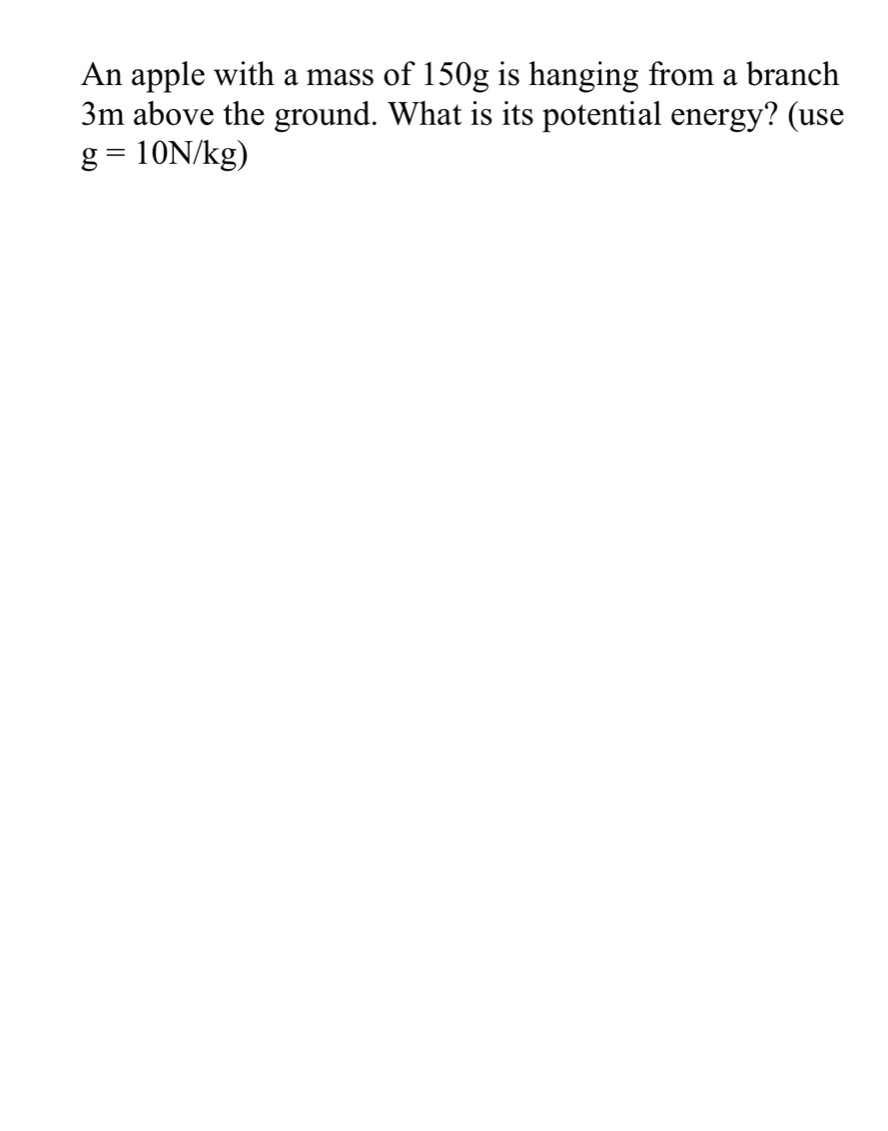 An apple with a mass of 150g is hanging from a branch
3m above the ground. What is its potential energy? (use
g = 10N/kg)